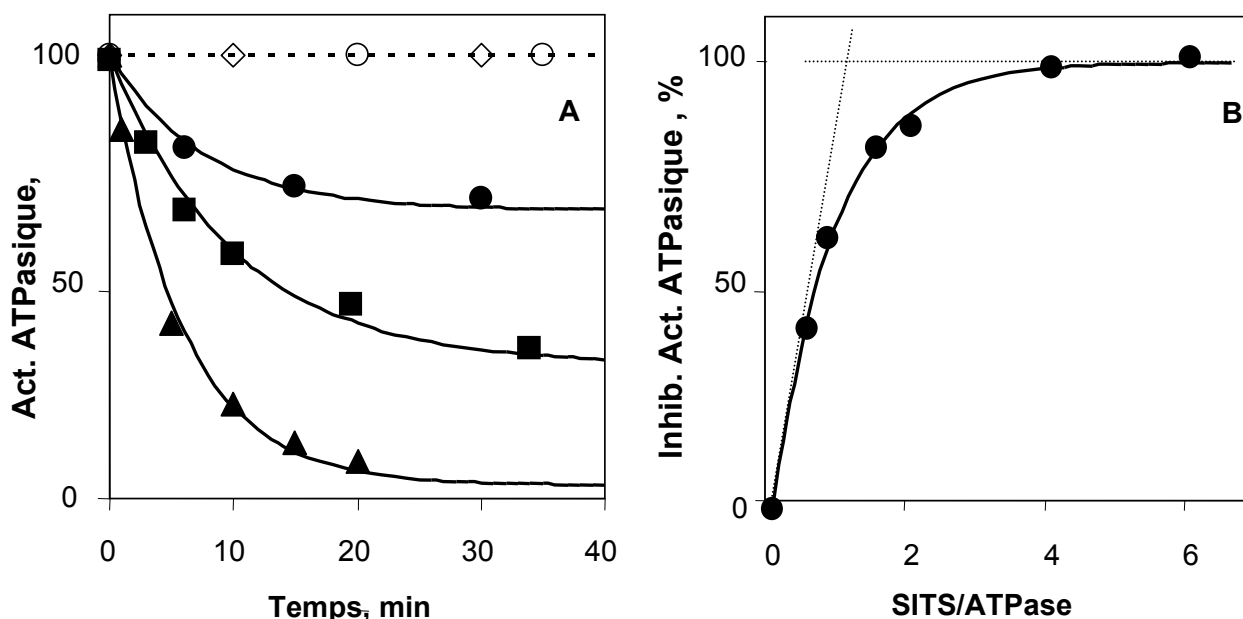 Act. ATPasique,
100
50
0
A
0
10
20
30
40
Temps, min
Inhib. Act. ATPasique , %
100
50
0
B
0
2
4
6
SITS/ATPase